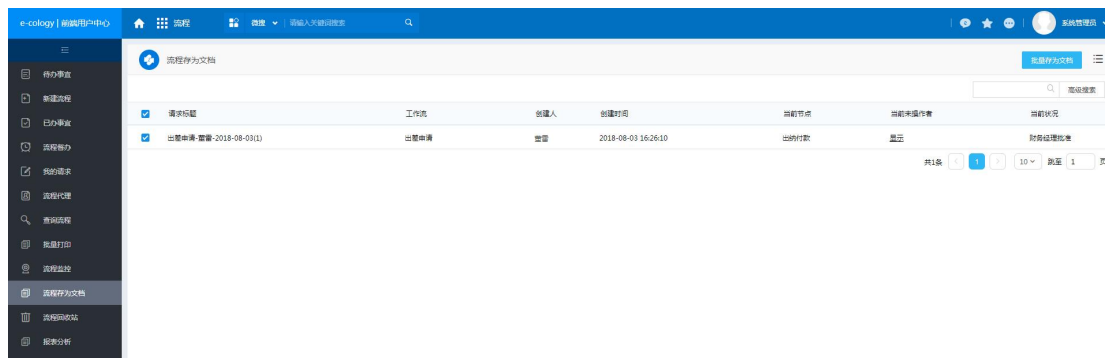 e-cology | 前端用户中心 流程 微搜 请输入关键词搜索 系统管理员
待办事宜
新建流程
已办事宜
流程督办
我的请求
流程代理
查询流程
批量打印
流程监控
流程存为文档
流程回收站
报表分析
流程存为文档 批量存为文档
高级搜索
请求标题 工作流 创建人 创建时间 当前节点 当前未操作者 当前状况
出差申请-蕾雷-2018-08-03(1) 出差申请 2018-08-03 16:26:10 出纳付款 显示 财务经理批准
共1条 1 10 跳至 1 页